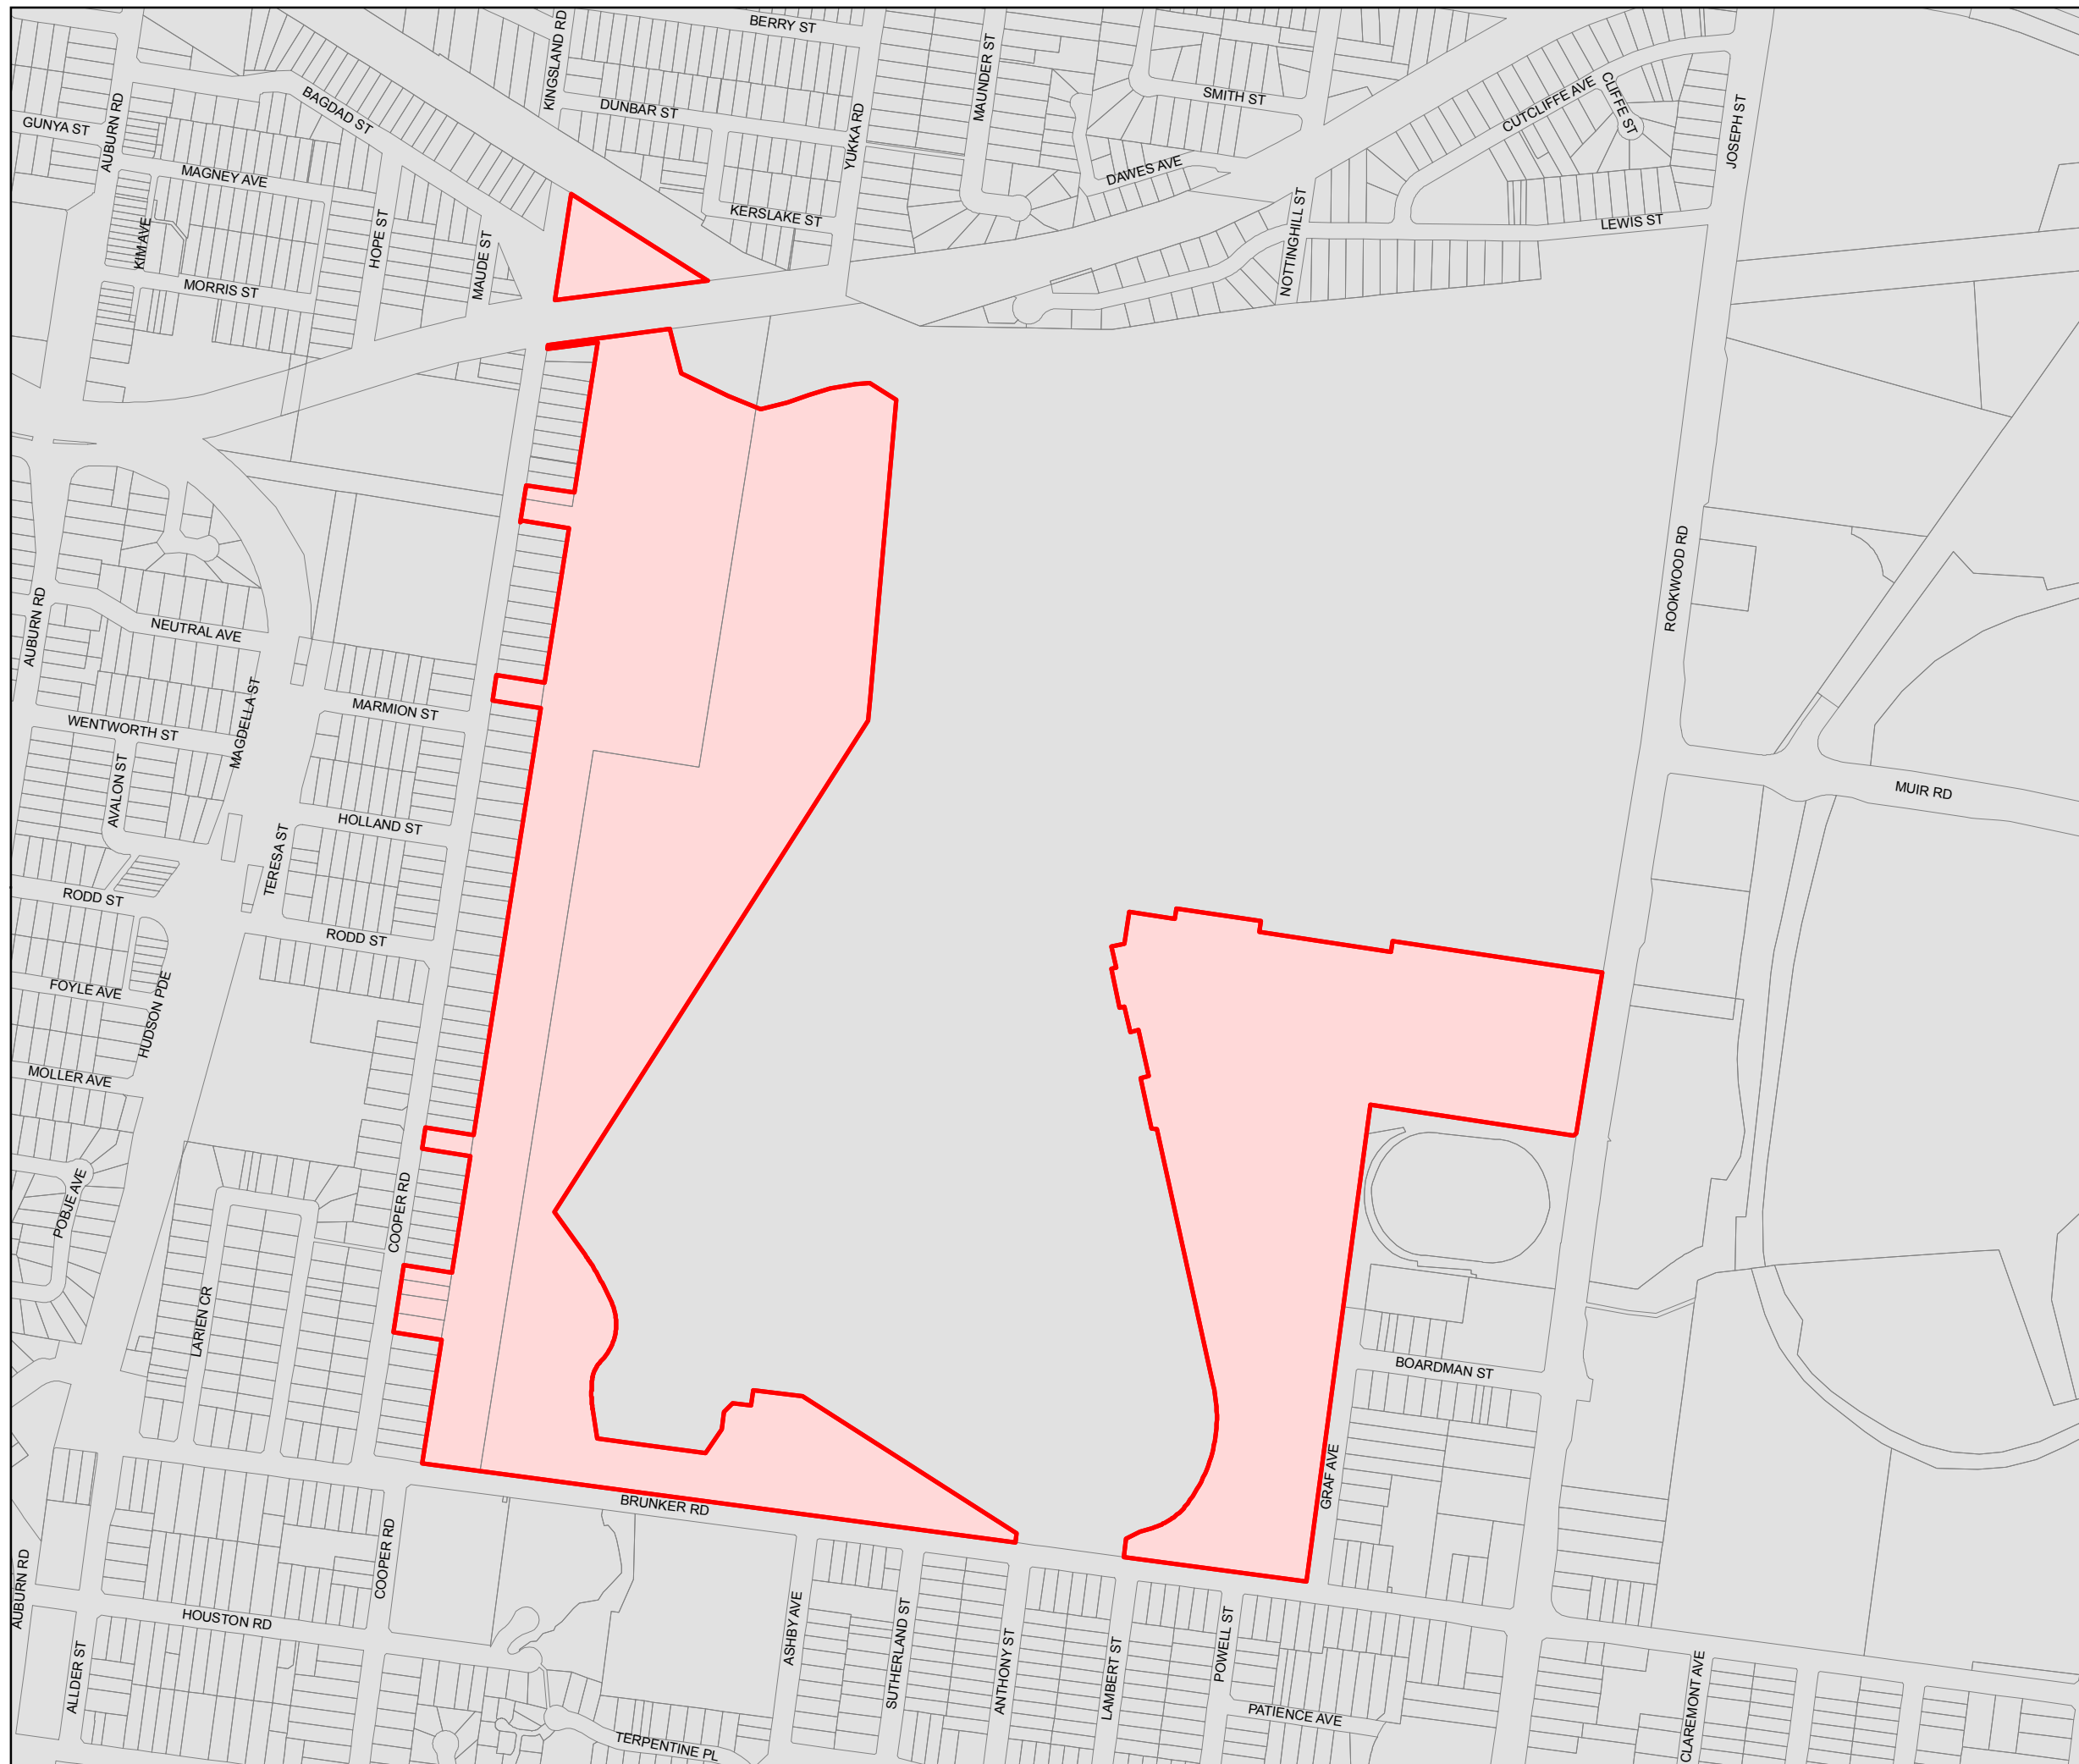 BERRY ST
KINGSLAND RD
MAUNDER ST
BAGDAD ST
DUNBAR ST
SMITH ST
CUTCLIFFE AVE
CLIFFE ST
JOSEPH ST
GUNYA ST
AUBURN RD
YUKKA RD
MAGNEY AVE
DAWES AVE
KIM AVE
HOPE ST
MAUDE ST
KERSLAKE ST
NOTTINGHILL ST
LEWIS ST
MORRIS ST
ROOKWOOD RD
AUBURN RD
NEUTRAL AVE
MAGDELLA ST
MARMION ST
WENTWORTH ST
AVALON ST
MUIR RD
HOLLAND ST
TERESA ST
RODD ST
RODD ST
FOYLE AVE
HUDSON PDE
MOLLER AVE
POBJE AVE
COOPER RD
LARIEN CR
BOARDMAN ST
GRAF AVE
BRUNKER RD
COOPER RD
AUBURN RD
HOUSTON RD
ALLDER ST
ASHBY AVE
SUTHERLAND ST
ANTHONY ST
LAMBERT ST
POWELL ST
PATIENCE AVE
CLAREMONT AVE
TERPENTINE PL